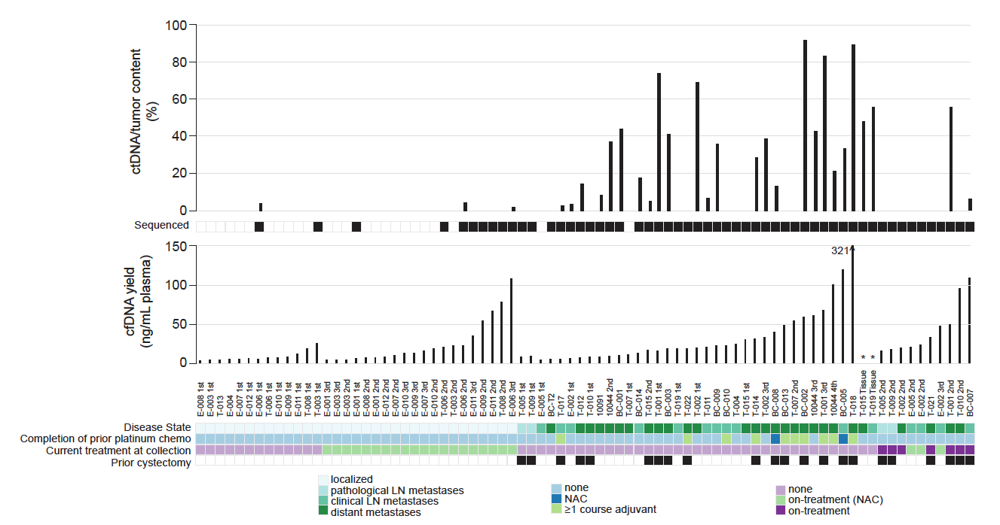 ctDNA/tumor content
(%)
100
80
60
40
20
0
Sequenced
cfDNA yield
(ng/mL plasma)
150
100
50
0
321
*
*
E-008 1st
E-003 1st
T-013
E-004
E-007 1st
E-012 1st
E-006 1st
T-006 1st
E-010 1st
E-009 1st
E-011 1st
T-008 1st
T-003 1st
E-001 3rd
E-003 3rd
E-003 2nd
E-001 1st
E-008 2nd
E-001 2nd
E-012 2nd
E-007 2nd
E-010 3rd
E-009 3rd
E-007 3rd
E-010 2nd
T-006 2nd
T-003 2nd
E-006 2nd
E-011 3rd
E-009 2nd
E-011 2nd
T-008 2nd
E-006 3rd
T-005 1st
T-009 1st
E-005 1st
BC-T2
T-017
E-002 1st
T-012
T-010 1st
10091
10044 2nd
BC-001
T-007 1st
BC-014
T-015 2nd
T-001 1st
BC-003
T-019 1st
T-022
T-002 1st
T-011
BC-009
BC-010
T-004
T-015 1st
T-014
T-002 3rd
BC-008
BC-013
T-007 2nd
BC-002
10044 3rd
T-001 3rd
10044 4th
BC-005
T-018
T-015 Tissue
T-019 Tissue
T-005 2nd
T-009 2nd
T-002 2nd
E-005 2nd
E-002 2nd
T-021
E-002 3rd
T-001 2nd
T-010 2nd
BC-007
Disease State
Completion of prior platinum chemo
Current treatment at collection
Prior cystectomy
localized
pathological LN metastases
clinical LN metastases
distant metastases
none
NAC
≥1 course adjuvant
none
on-treatment (NAC)
on-treatment